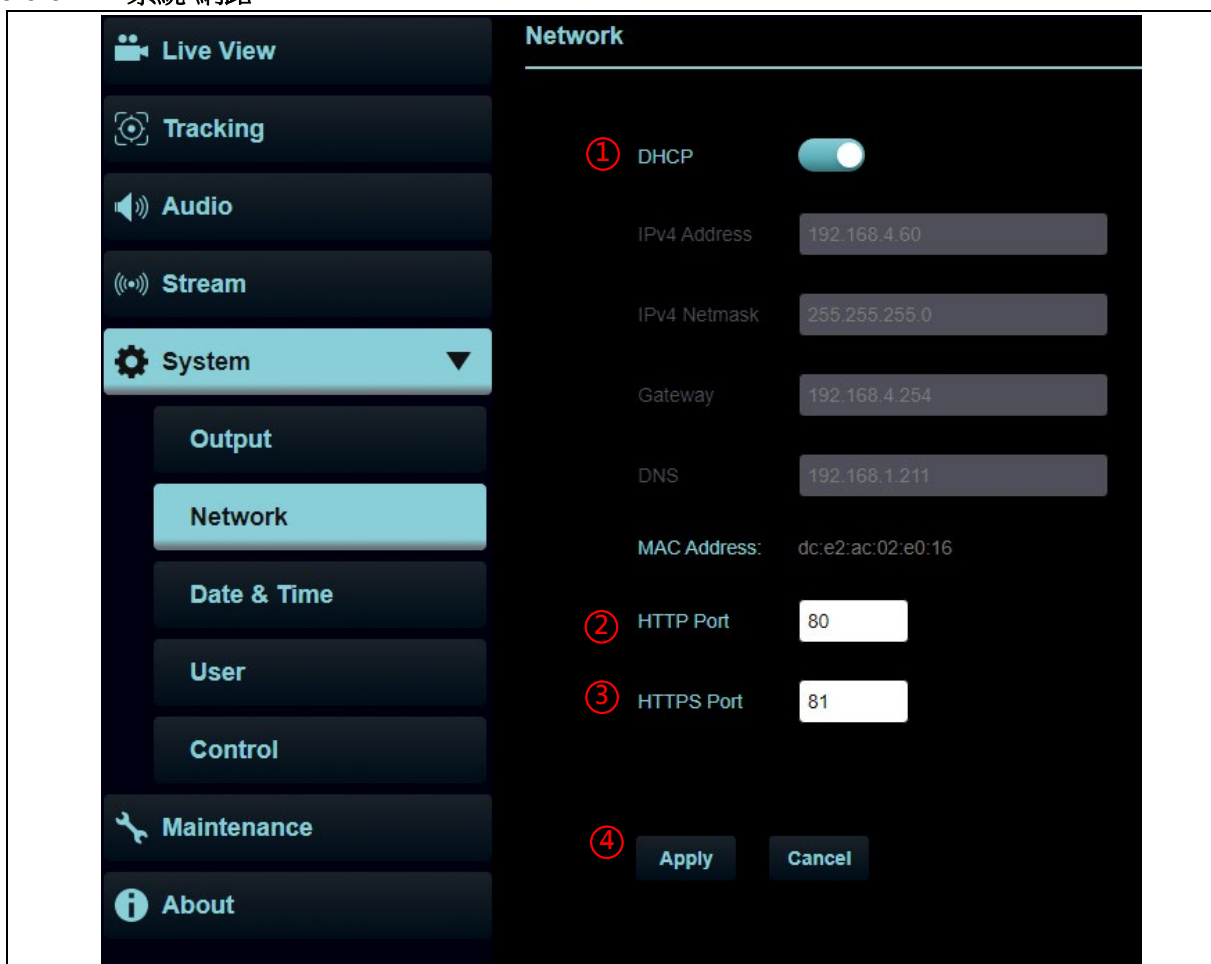 Live View
Tracking
Audio
Stream
System
Output
Network
Date & Time
User
Control
Maintenance
About
Network
① DHCP
IPv4 Address 192.168.4.60
IPv4 Netmask 255.255.255.0
Gateway 192.168.4.254
DNS 192.168.1.211
MAC Address: dc:e2:ac:02:e0:16
② HTTP Port 80
③ HTTPS Port 81
④ Apply Cancel